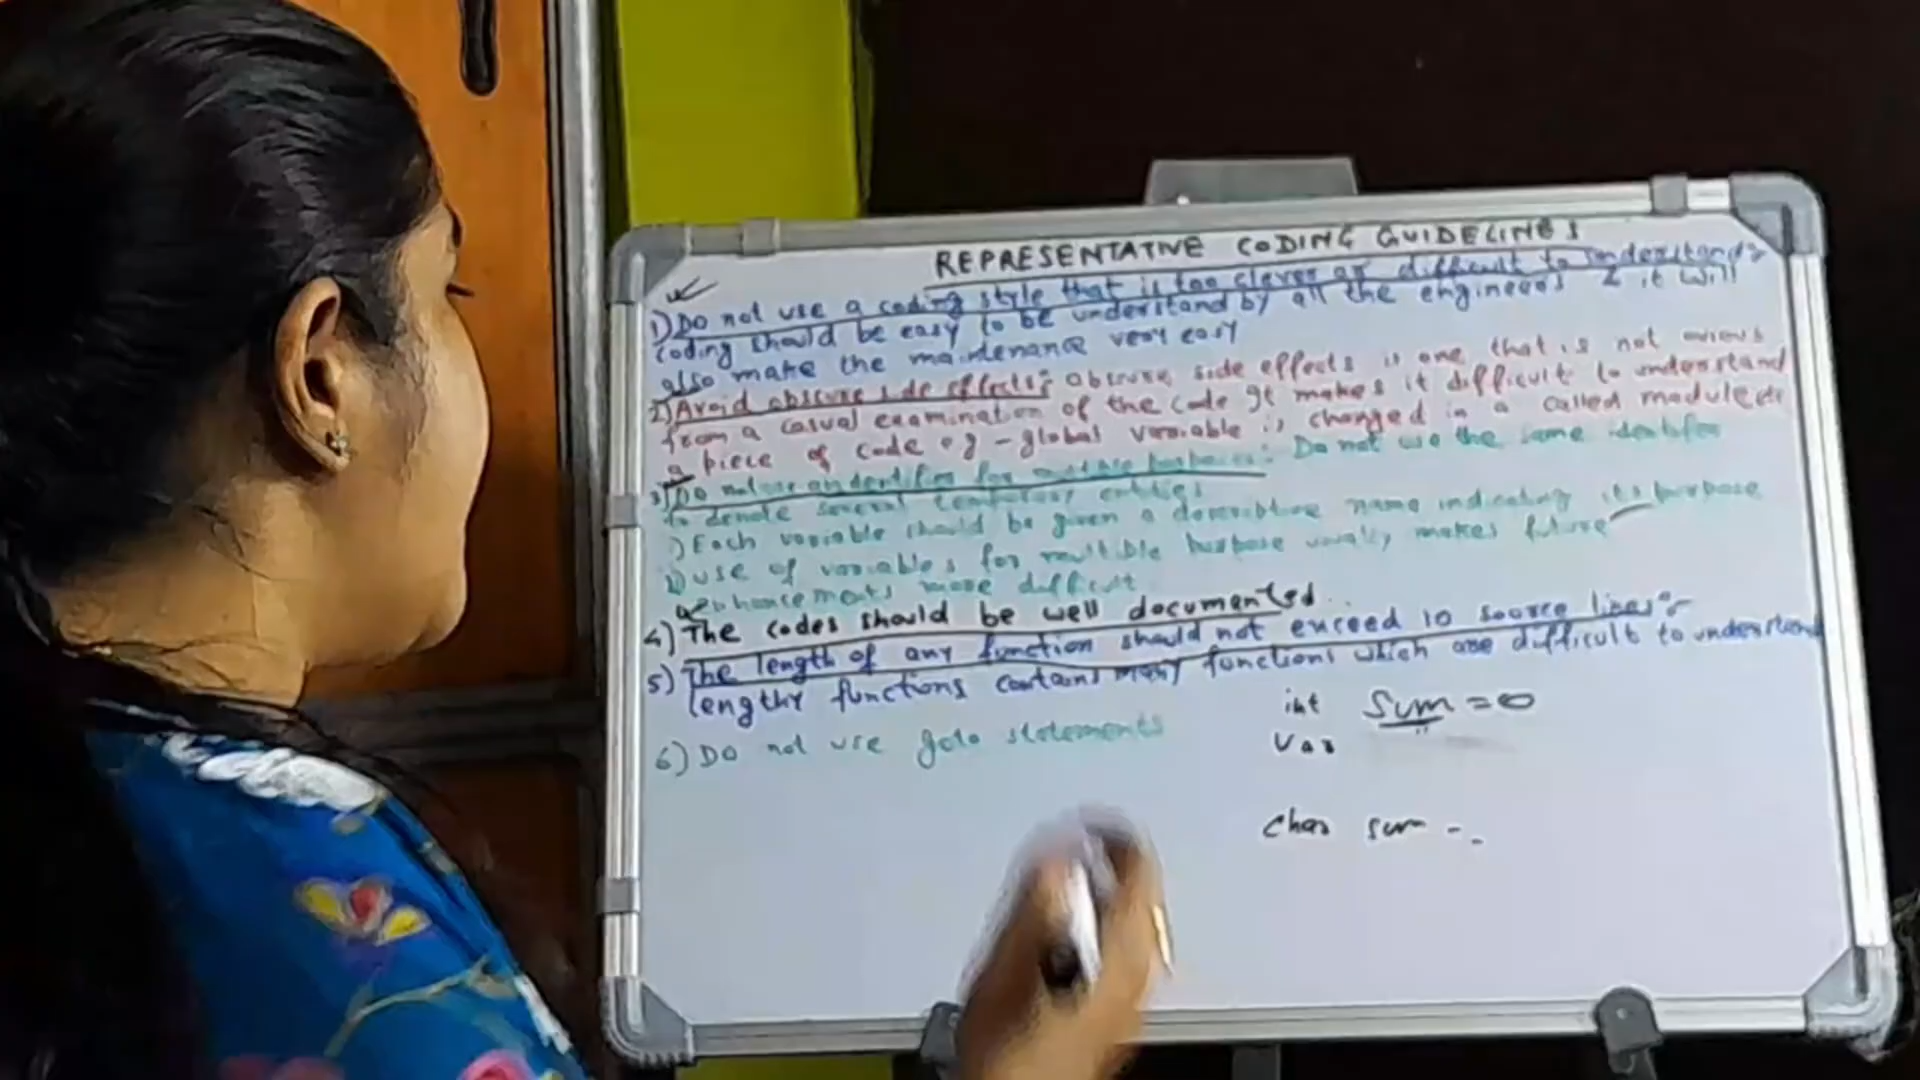 REPRESENTATIVE CODING GUIDELINES
1) Do not use a coding style that is too clever or difficult to understand:
coding should be easy to be understand by all the engineers & it will
also make the maintenance very easy
2) Avoid obscure side effects: obscure side effects is one that is not ovious
from a casual examination of the code It makes it difficult to understand
a piece of code eg - global variable is changed in a called module etc
3) Do not use an identifier for multiple purposes: Do not use the same identifier
to denote several temporary entities
i) Each variable should be given a descriptive name indicating its purpose
ii) use of variables for multible purpose usually makes future
enhancements more difficult
4) The codes should be well documented.
5) The length of any function should not exceed 10 source lines:
lengthy functions contains many functions which are difficult to understand
6) Do not use goto statements
int Sum = 0
Var
Char sum - -